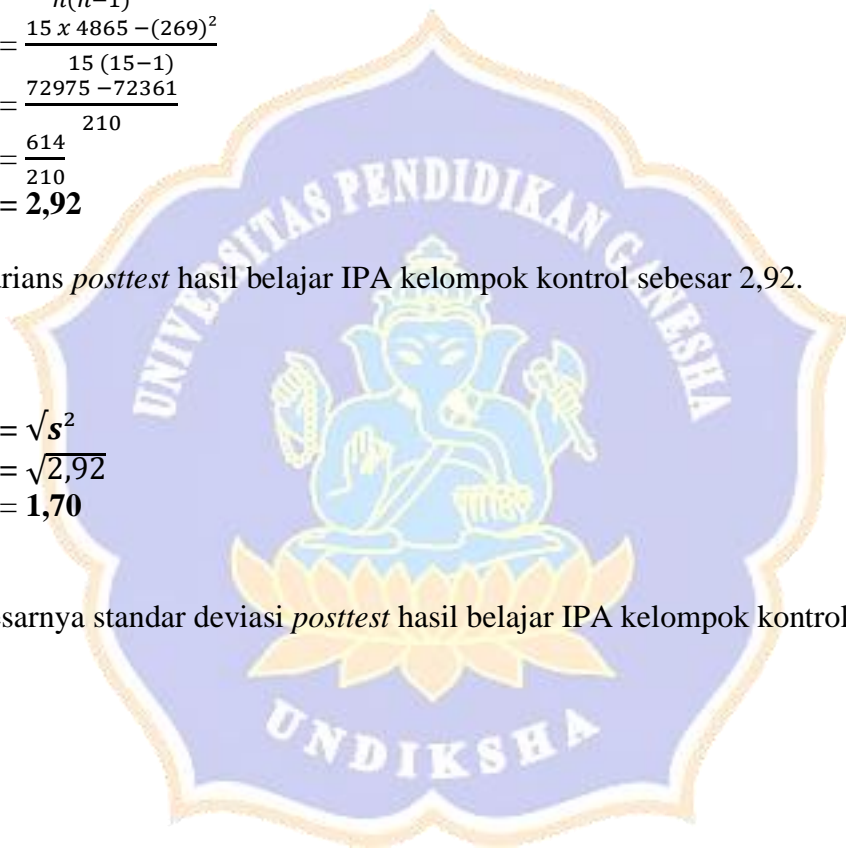 n(n−1)
= 15 x 4865 −(269)² / 15 (15−1)
= 72975 −72361 / 210
= 614 / 210
= 2,92
UNIVERSITAS PENDIDIKAN GANESHA
rians posttest hasil belajar IPA kelompok kontrol sebesar 2,92.
= √s²
= √2,92
= 1,70
sarnya standar deviasi posttest hasil belajar IPA kelompok kontrol
UNDIKSHA